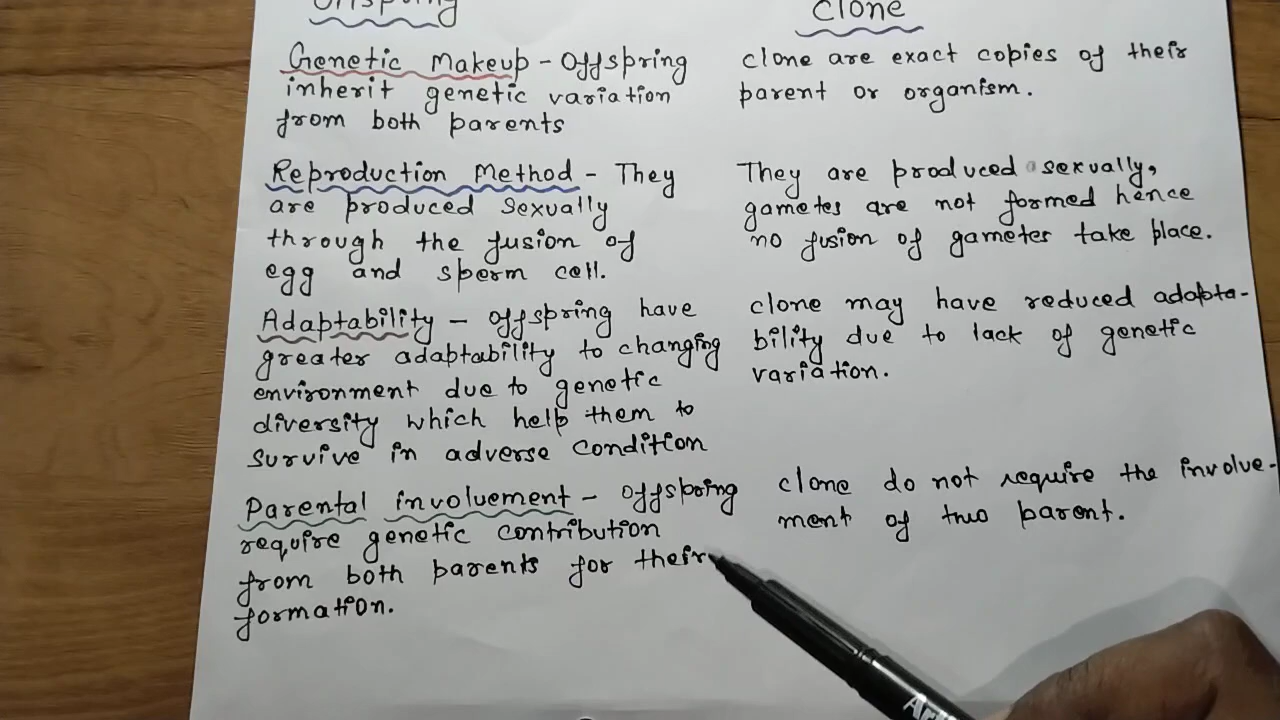 Offspring
Clone
Genetic Makeup - Offspring
inherit genetic variation
from both parents
clone are exact copies of their
parent or organism.
Reproduction Method - They
are produced sexually
through the fusion of
egg and sperm cell.
They are produced sexually,
gametes are not formed hence
no fusion of gametes take place.
Adaptability - Offspring have
greater adaptability to changing
environment due to genetic
diversity which help them to
survive in adverse condition
clone may have reduced adapta-
bility due to lack of genetic
variation.
Parental involvement - Offspring
require genetic contribution
from both parents for their
formation.
clone do not require the involve-
ment of two parent.